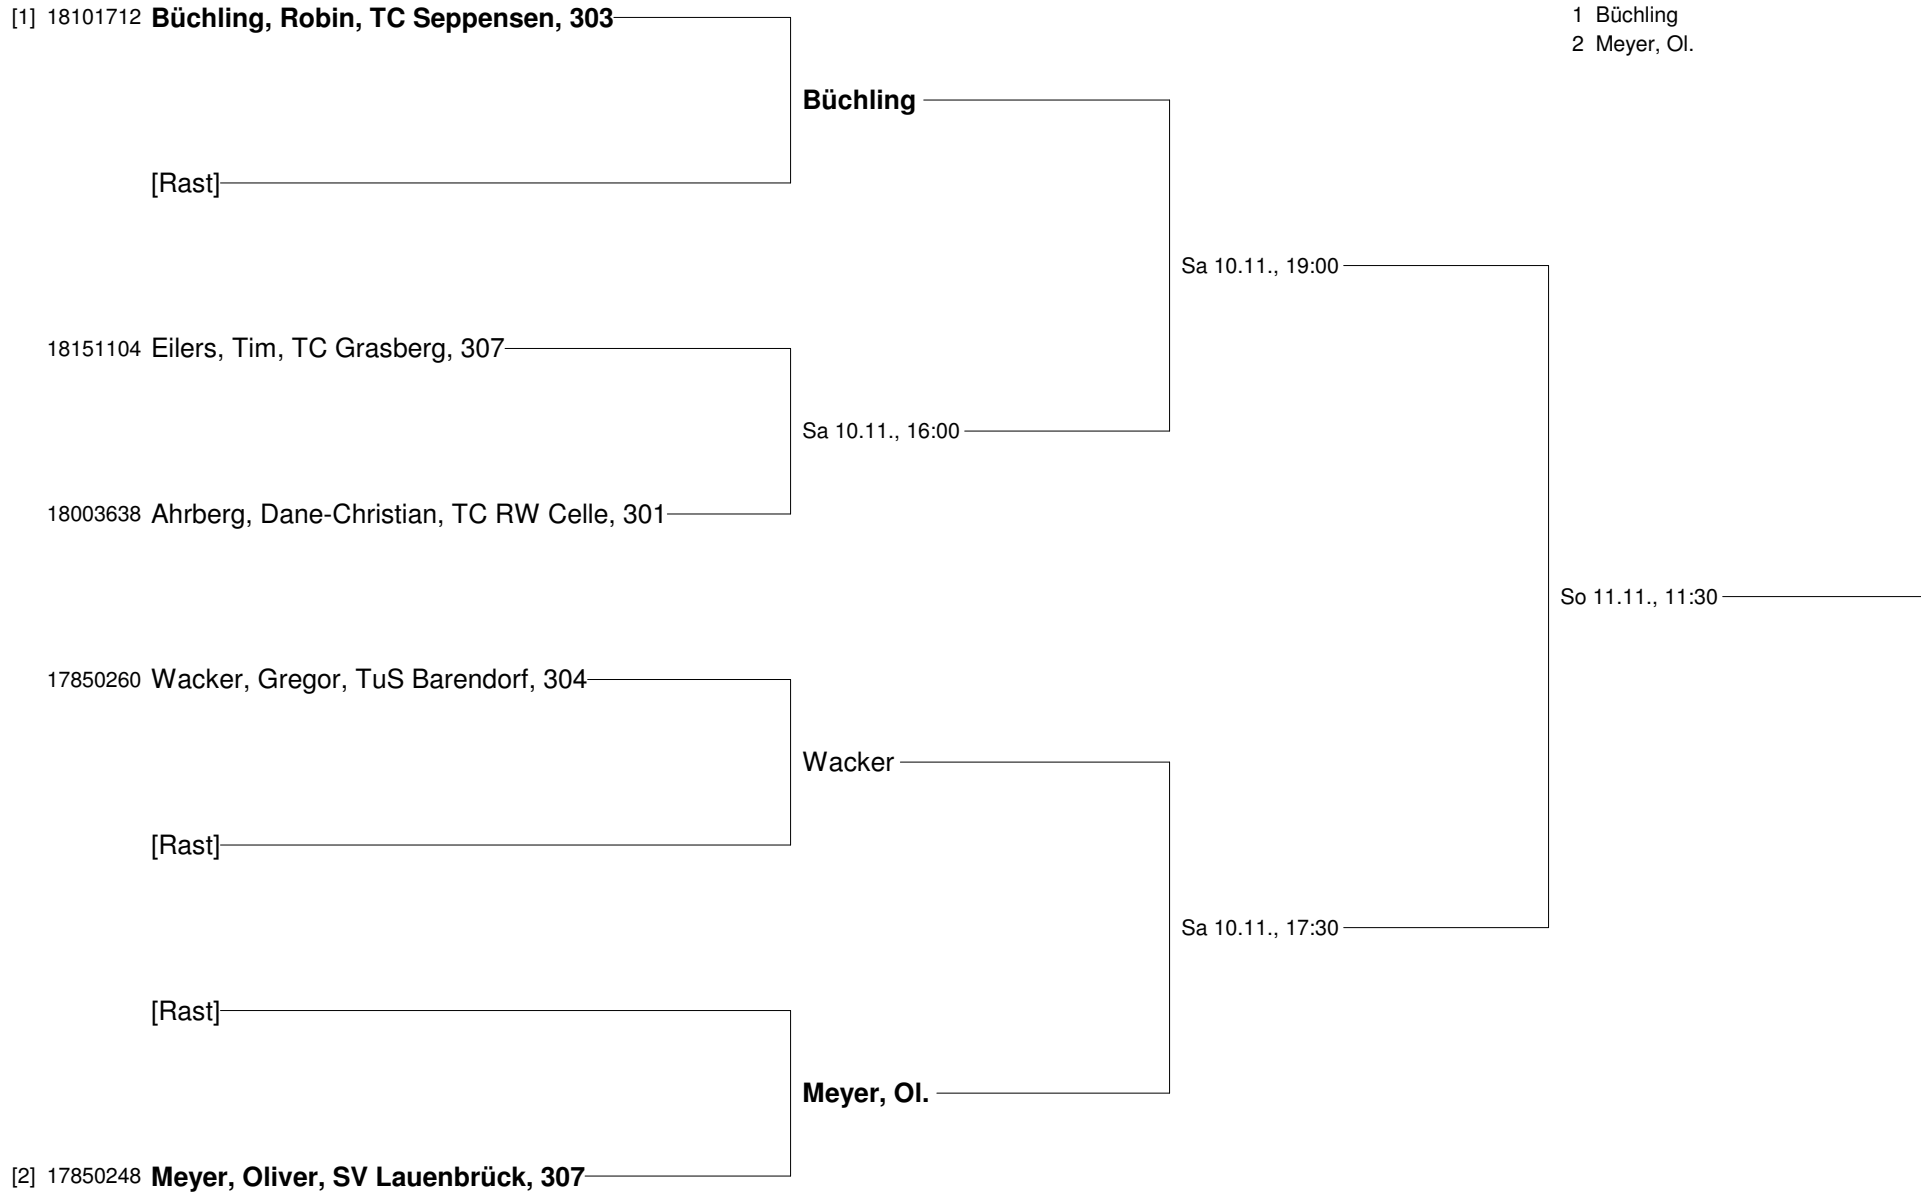 [1] 18101712 Büchling, Robin, TC Seppensen, 303
1 Büchling
2 Meyer, Ol.
Büchling
[Rast]
Sa 10.11., 19:00
18151104 Eilers, Tim, TC Grasberg, 307
Sa 10.11., 16:00
18003638 Ahrberg, Dane-Christian, TC RW Celle, 301
So 11.11., 11:30
17850260 Wacker, Gregor, TuS Barendorf, 304
Wacker
[Rast]
Sa 10.11., 17:30
[Rast]
Meyer, Ol.
[2] 17850248 Meyer, Oliver, SV Lauenbrück, 307